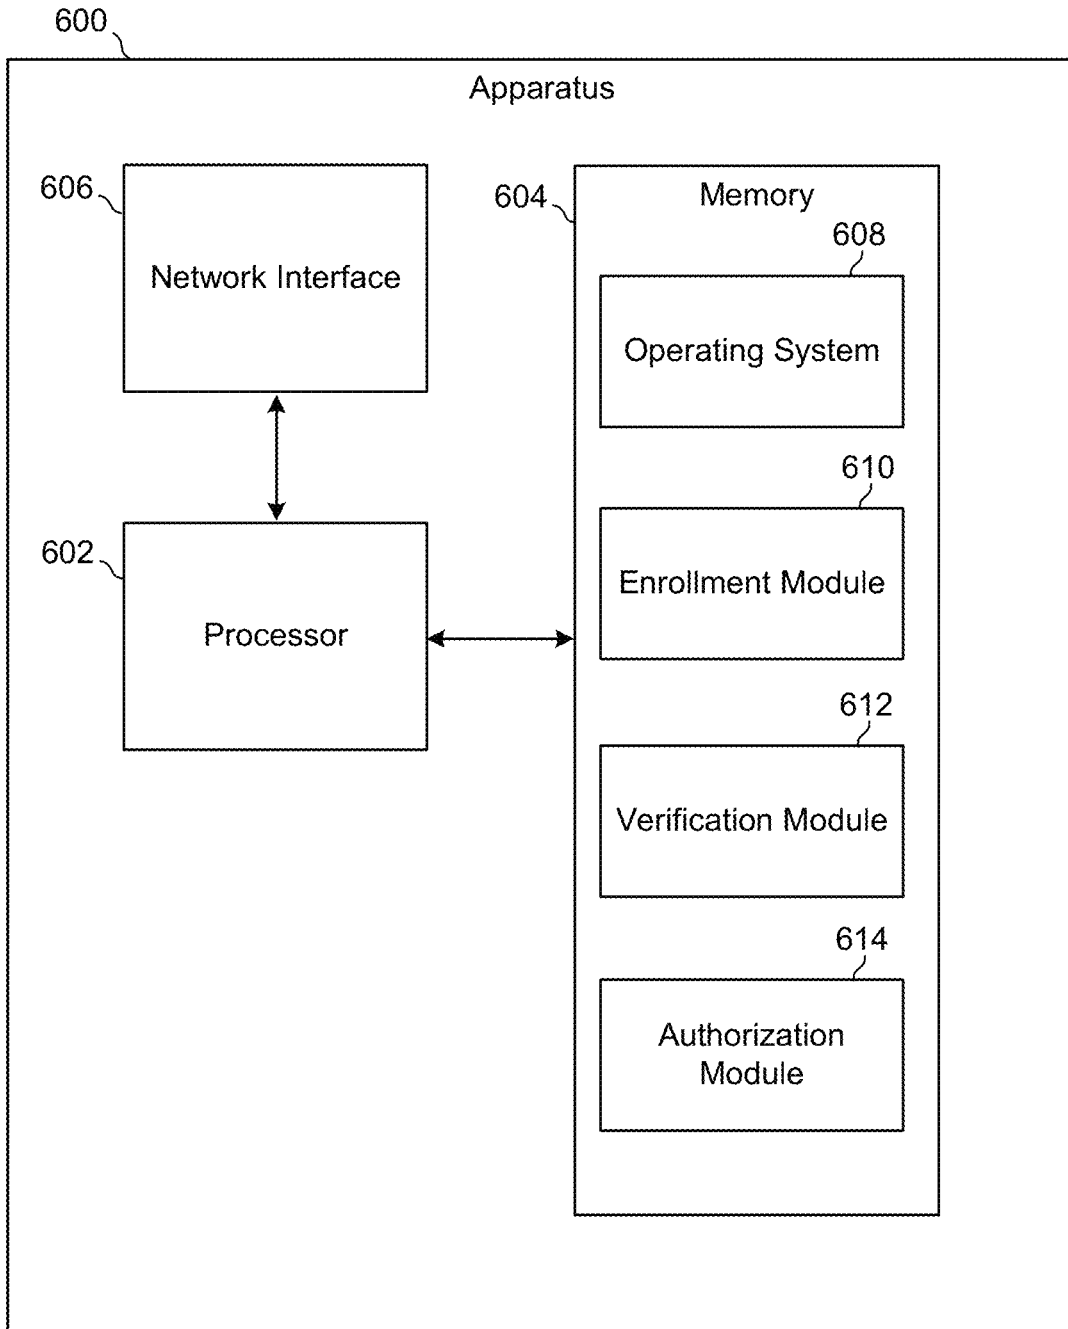 600
Apparatus
606
Network Interface
602
Processor
604
Memory
608
Operating System
610
Enrollment Module
612
Verification Module
614
Authorization
Module